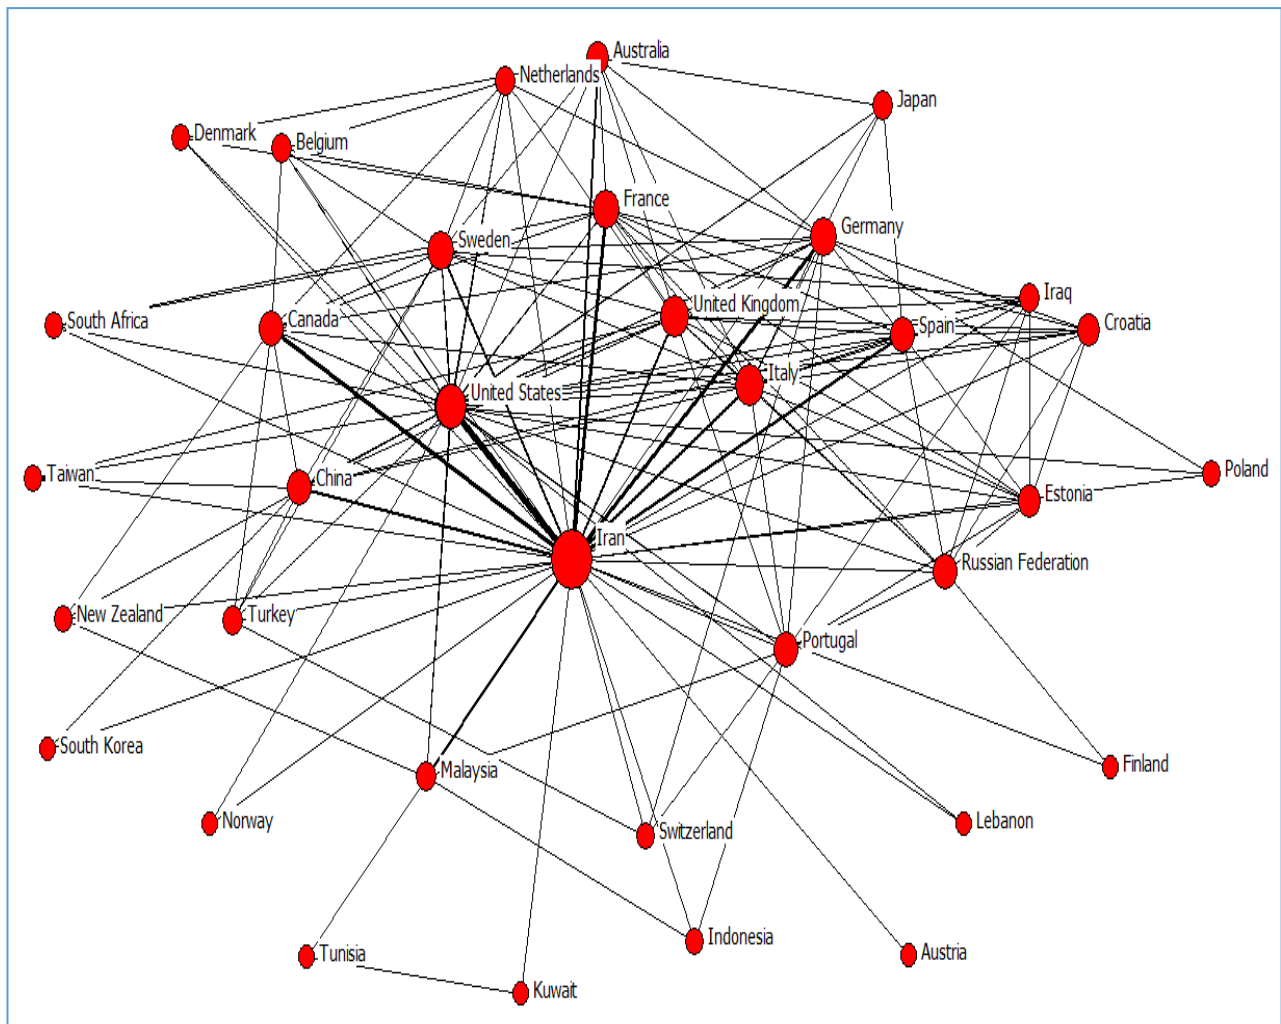 Australia
Netherlands
Japan
Denmark
Belgium
France
Germany
Sweden
Iraq
United Kingdom
South Africa
Canada
Spain
Croatia
Italy
United States
Taiwan
China
Poland
Estonia
Iran
Russian Federation
New Zealand
Turkey
Portugal
South Korea
Malaysia
Finland
Norway
Switzerland
Lebanon
Tunisia
Indonesia
Austria
Kuwait